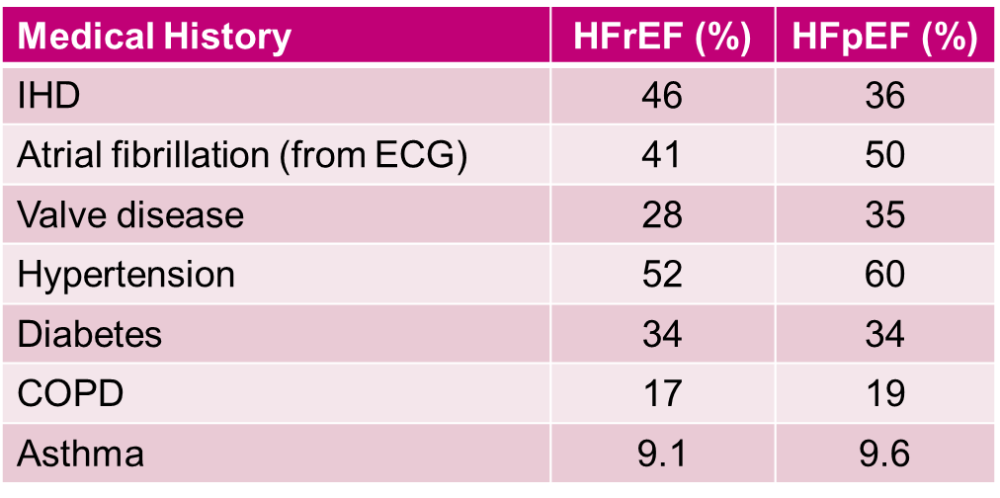 Medical History HFrEF (%) HFpEF (%)
IHD 46 36
Atrial fibrillation (from ECG) 41 50
Valve disease 28 35
Hypertension 52 60
Diabetes 34 34
COPD 17 19
Asthma 9.1 9.6